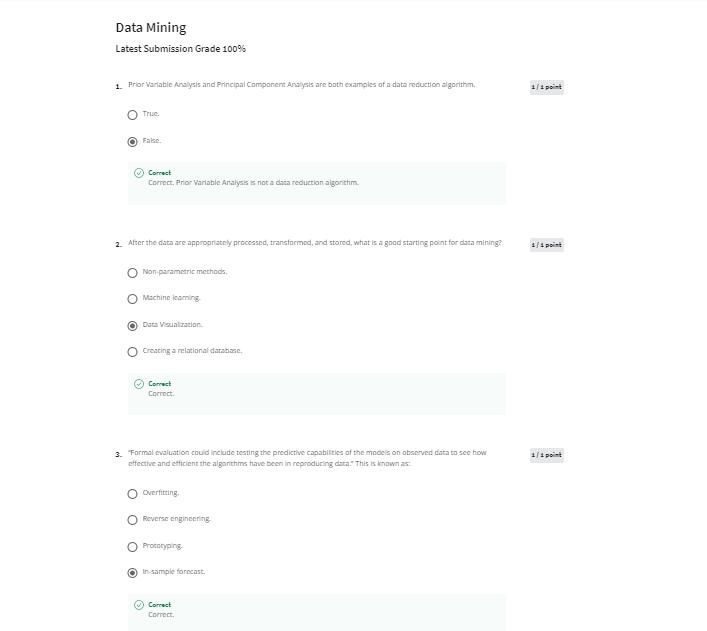 Data Mining
Latest Submission Grade 100%
1. Prior Variable Analysis and Principal Component Analysis are both examples of a data reduction algorithm.
1 / 1 point
True.
False.
Correct
Correct. Prior Variable Analysis is not a data reduction algorithm.
2. After the data are appropriately processed, transformed, and stored, what is a good starting point for data mining?
1 / 1 point
Non-parametric methods.
Machine learning.
Data Visualization.
Creating a relational database.
Correct
Correct.
3. "Formal evaluation could include testing the predictive capabilities of the models on observed data to see how
effective and efficient the algorithms have been in reproducing data." This is known as:
1 / 1 point
Overfitting.
Reverse engineering.
Prototyping.
In-sample forecast.
Correct
Correct.